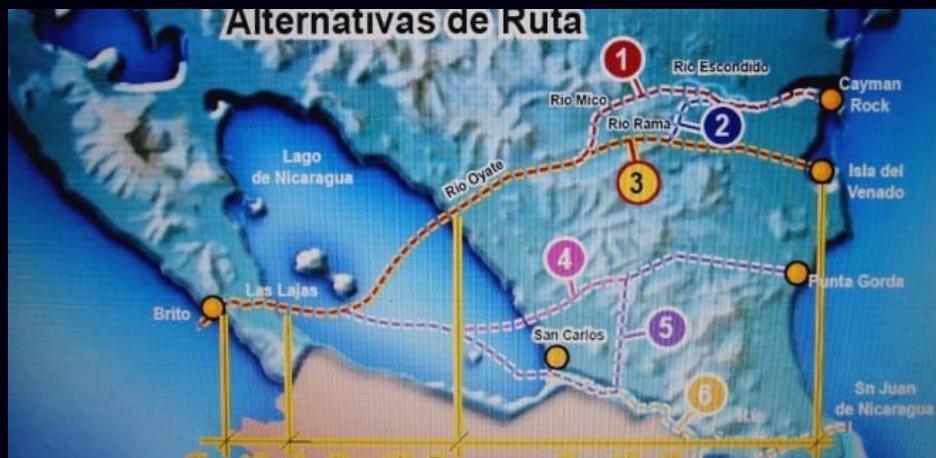 Alternativas de Ruta
1
Rio Escondido
Cayman
Rock
Rio Mico
2
Rio Rama
Lago
de Nicaragua
Rio Oyate
3
Isla del
Venado
4
Las Lajas
Brito
Punta Gorda
San Carlos
5
6
Sn Juan
de Nicaragua
Rio